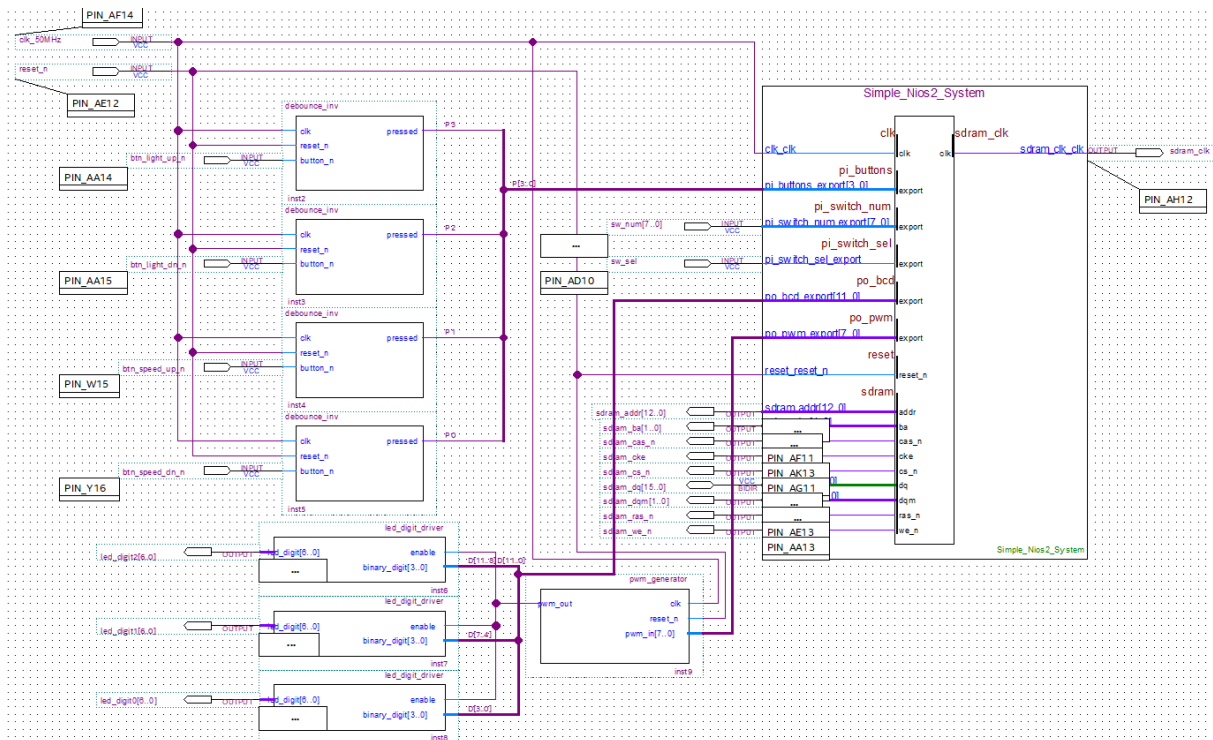 PIN_AF14
clk_50MHz INPUT VCC
reset_n INPUT VCC
PIN_AE12
debounce_inv
clk pressed P3
reset_n
btn_light_up_n INPUT VCC button_n
PIN_AA14
inst2
debounce_inv
clk pressed P2
reset_n
btn_light_dn_n INPUT VCC button_n
PIN_AA15
inst3
debounce_inv
clk pressed P1
reset_n
btn_speed_up_n INPUT VCC button_n
PIN_W15
inst4
debounce_inv
clk pressed P0
reset_n
btn_speed_dn_n INPUT VCC button_n
PIN_Y16
inst5
P[3..0]
Simple_Nios2_System
clk sdram_clk
clk_clk clk clk sdram_clk_clk OUTPUT sdram_clk
PIN_AH12
pi_buttons
pi_buttons_export[3..0] export
pi_switch_num
sw_num[7..0] INPUT VCC pi_switch_num_export[7..0] export
...
pi_switch_sel
sw_sel INPUT VCC pi_switch_sel_export export
PIN_AD10
po_bcd
po_bcd_export[11..0] export
po_pwm
po_pwm_export[7..0] export
reset
reset_reset_n reset_n
sdram
sdram_addr[12..0] OUTPUT sdram_addr[12..0] addr
sdram_ba[1..0] OUTPUT ... ba
sdram_cas_n OUTPUT ... cas_n
sdram_cke OUTPUT PIN_AF11 cke
sdram_cs_n OUTPUT PIN_AK13 cs_n
sdram_dq[15..0] VCC BIDIR PIN_AG11 dq
sdram_dqm[1..0] OUTPUT ... dqm
sdram_ras_n OUTPUT ... ras_n
sdram_we_n OUTPUT PIN_AE13 we_n
PIN_AA13
Simple_Nios2_System
led_digit_driver
led_digit2[6..0] OUTPUT led_digit[6..0] enable
... binary_digit[3..0] D[11..8] D[11..0]
inst6
led_digit_driver
led_digit1[6..0] OUTPUT led_digit[6..0] enable
... binary_digit[3..0] D[7..4]
inst7
led_digit_driver
led_digit0[6..0] OUTPUT led_digit[6..0] enable
... binary_digit[3..0] D[3..0]
inst8
pwm_generator
pwm_out clk
reset_n
pwm_in[7..0]
inst9